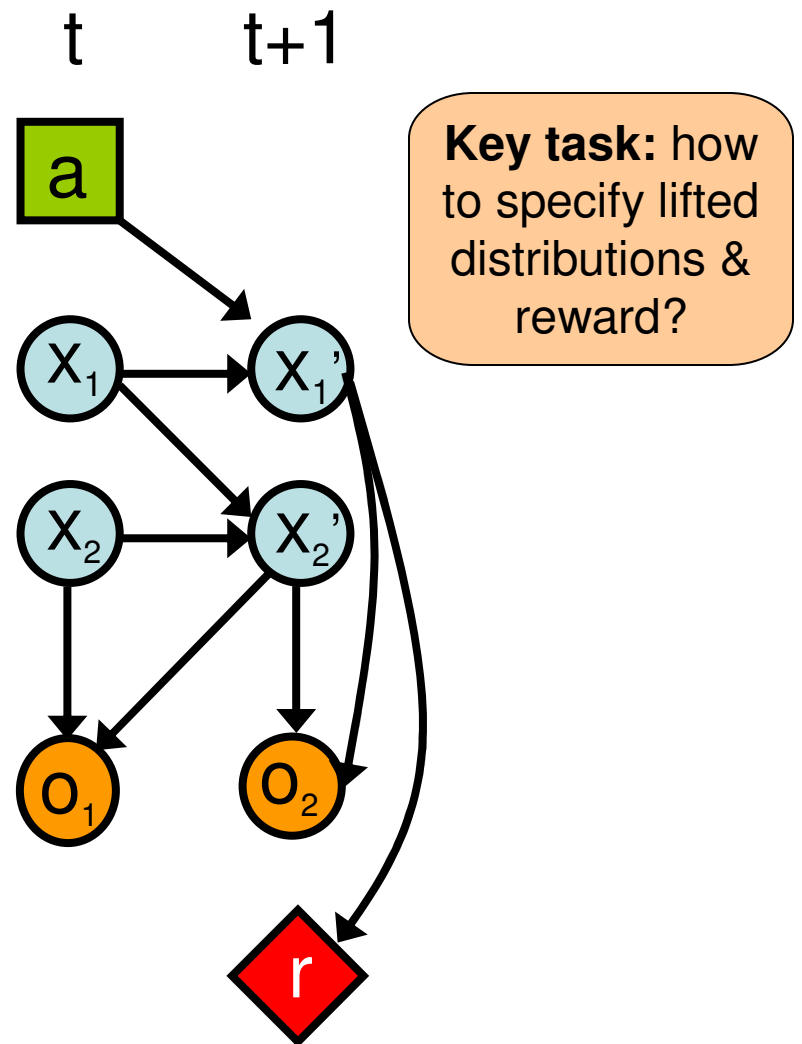 t t+1
a
Key task: how
to specify lifted
distributions &
reward?
x₁ x₁’
x₂ x₂’
o₁ o₂
r